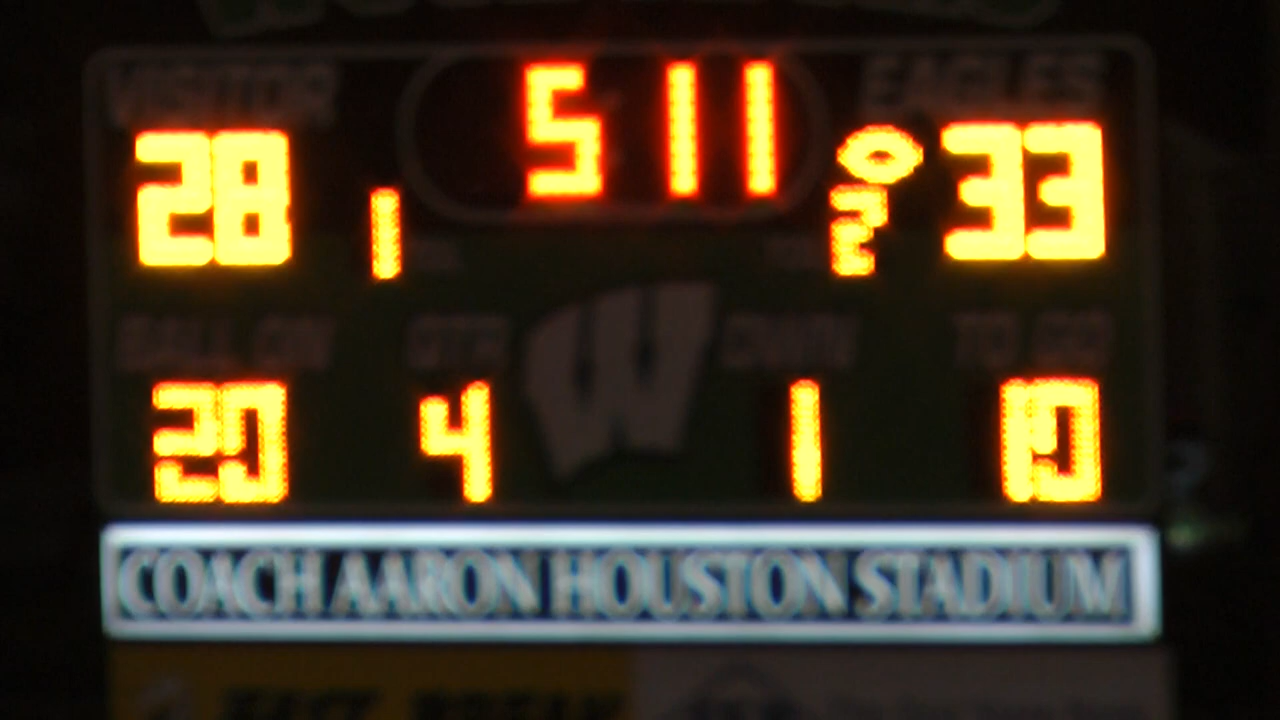 VISITOR 5 11 EAGLES
28 1 2 33
BALL ON QTR W DWN TO GO
20 4 1 10
COACH AARON HOUSTON STADIUM